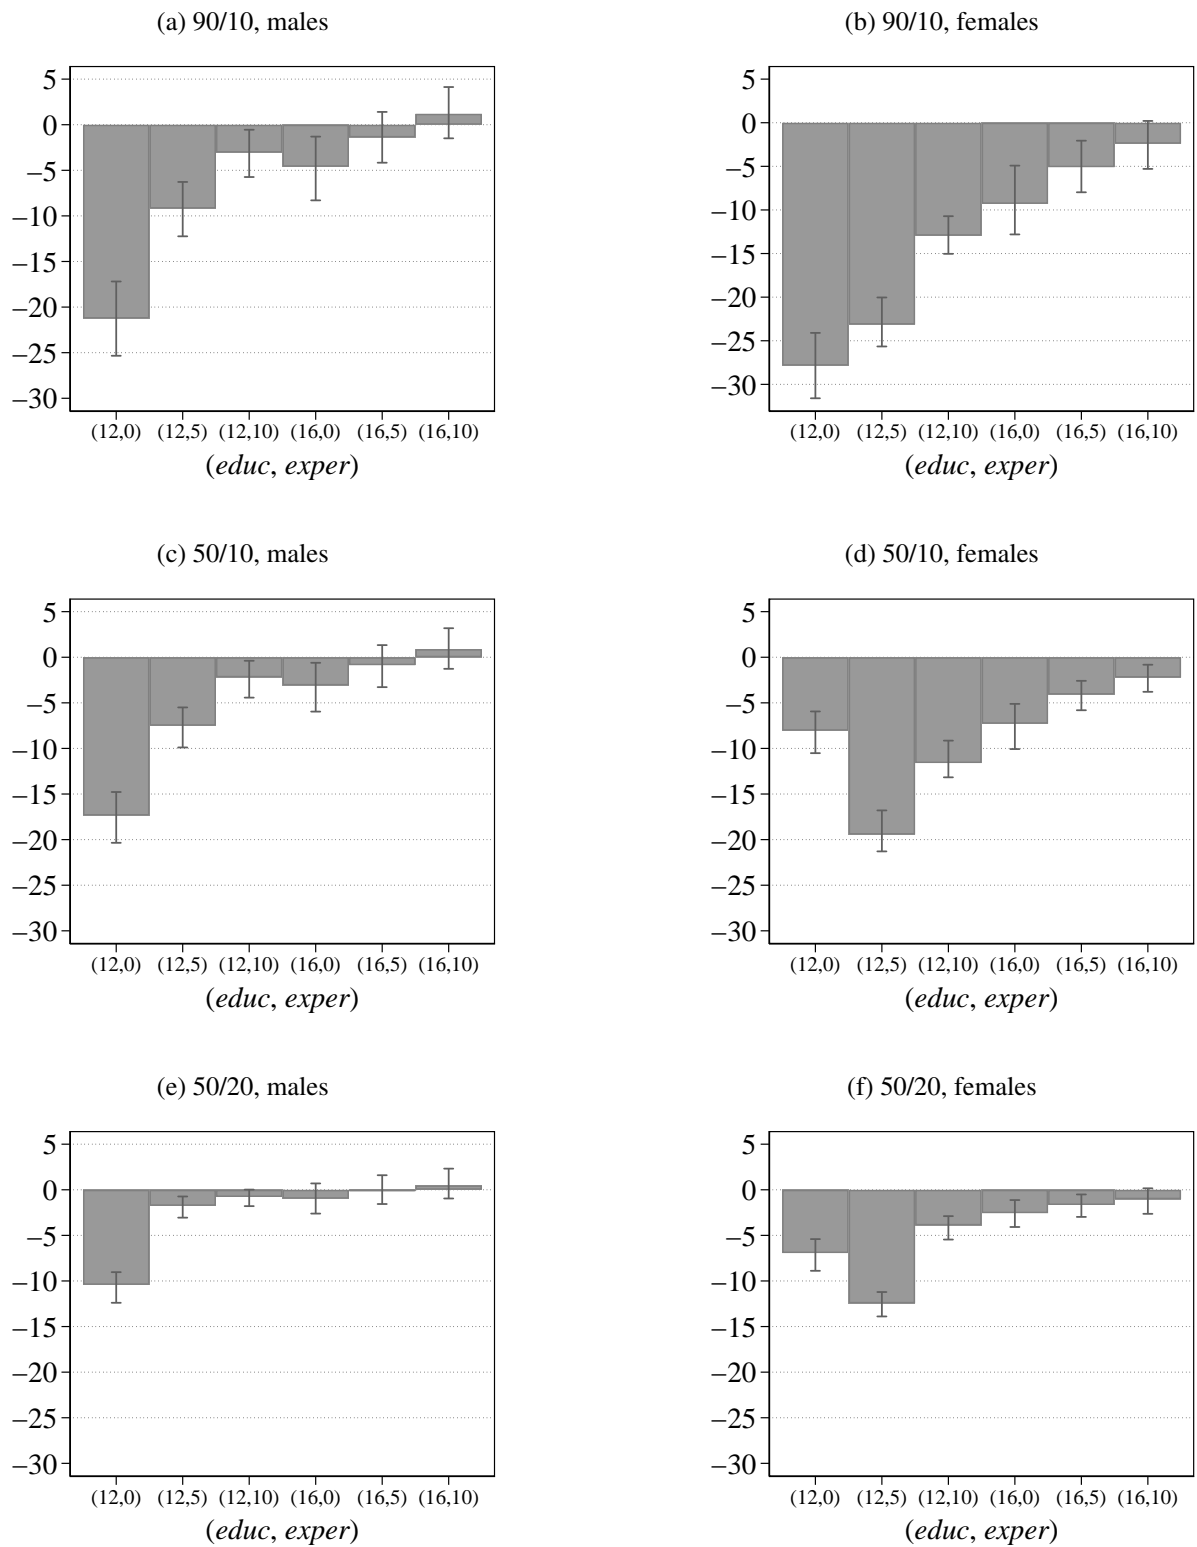 (a) 90/10, males
5
0
−5
−10
−15
−20
−25
−30
(12,0) (12,5) (12,10) (16,0) (16,5) (16,10)
(educ, exper)
(b) 90/10, females
5
0
−5
−10
−15
−20
−25
−30
(12,0) (12,5) (12,10) (16,0) (16,5) (16,10)
(educ, exper)
(c) 50/10, males
5
0
−5
−10
−15
−20
−25
−30
(12,0) (12,5) (12,10) (16,0) (16,5) (16,10)
(educ, exper)
(d) 50/10, females
5
0
−5
−10
−15
−20
−25
−30
(12,0) (12,5) (12,10) (16,0) (16,5) (16,10)
(educ, exper)
(e) 50/20, males
5
0
−5
−10
−15
−20
−25
−30
(12,0) (12,5) (12,10) (16,0) (16,5) (16,10)
(educ, exper)
(f) 50/20, females
5
0
−5
−10
−15
−20
−25
−30
(12,0) (12,5) (12,10) (16,0) (16,5) (16,10)
(educ, exper)